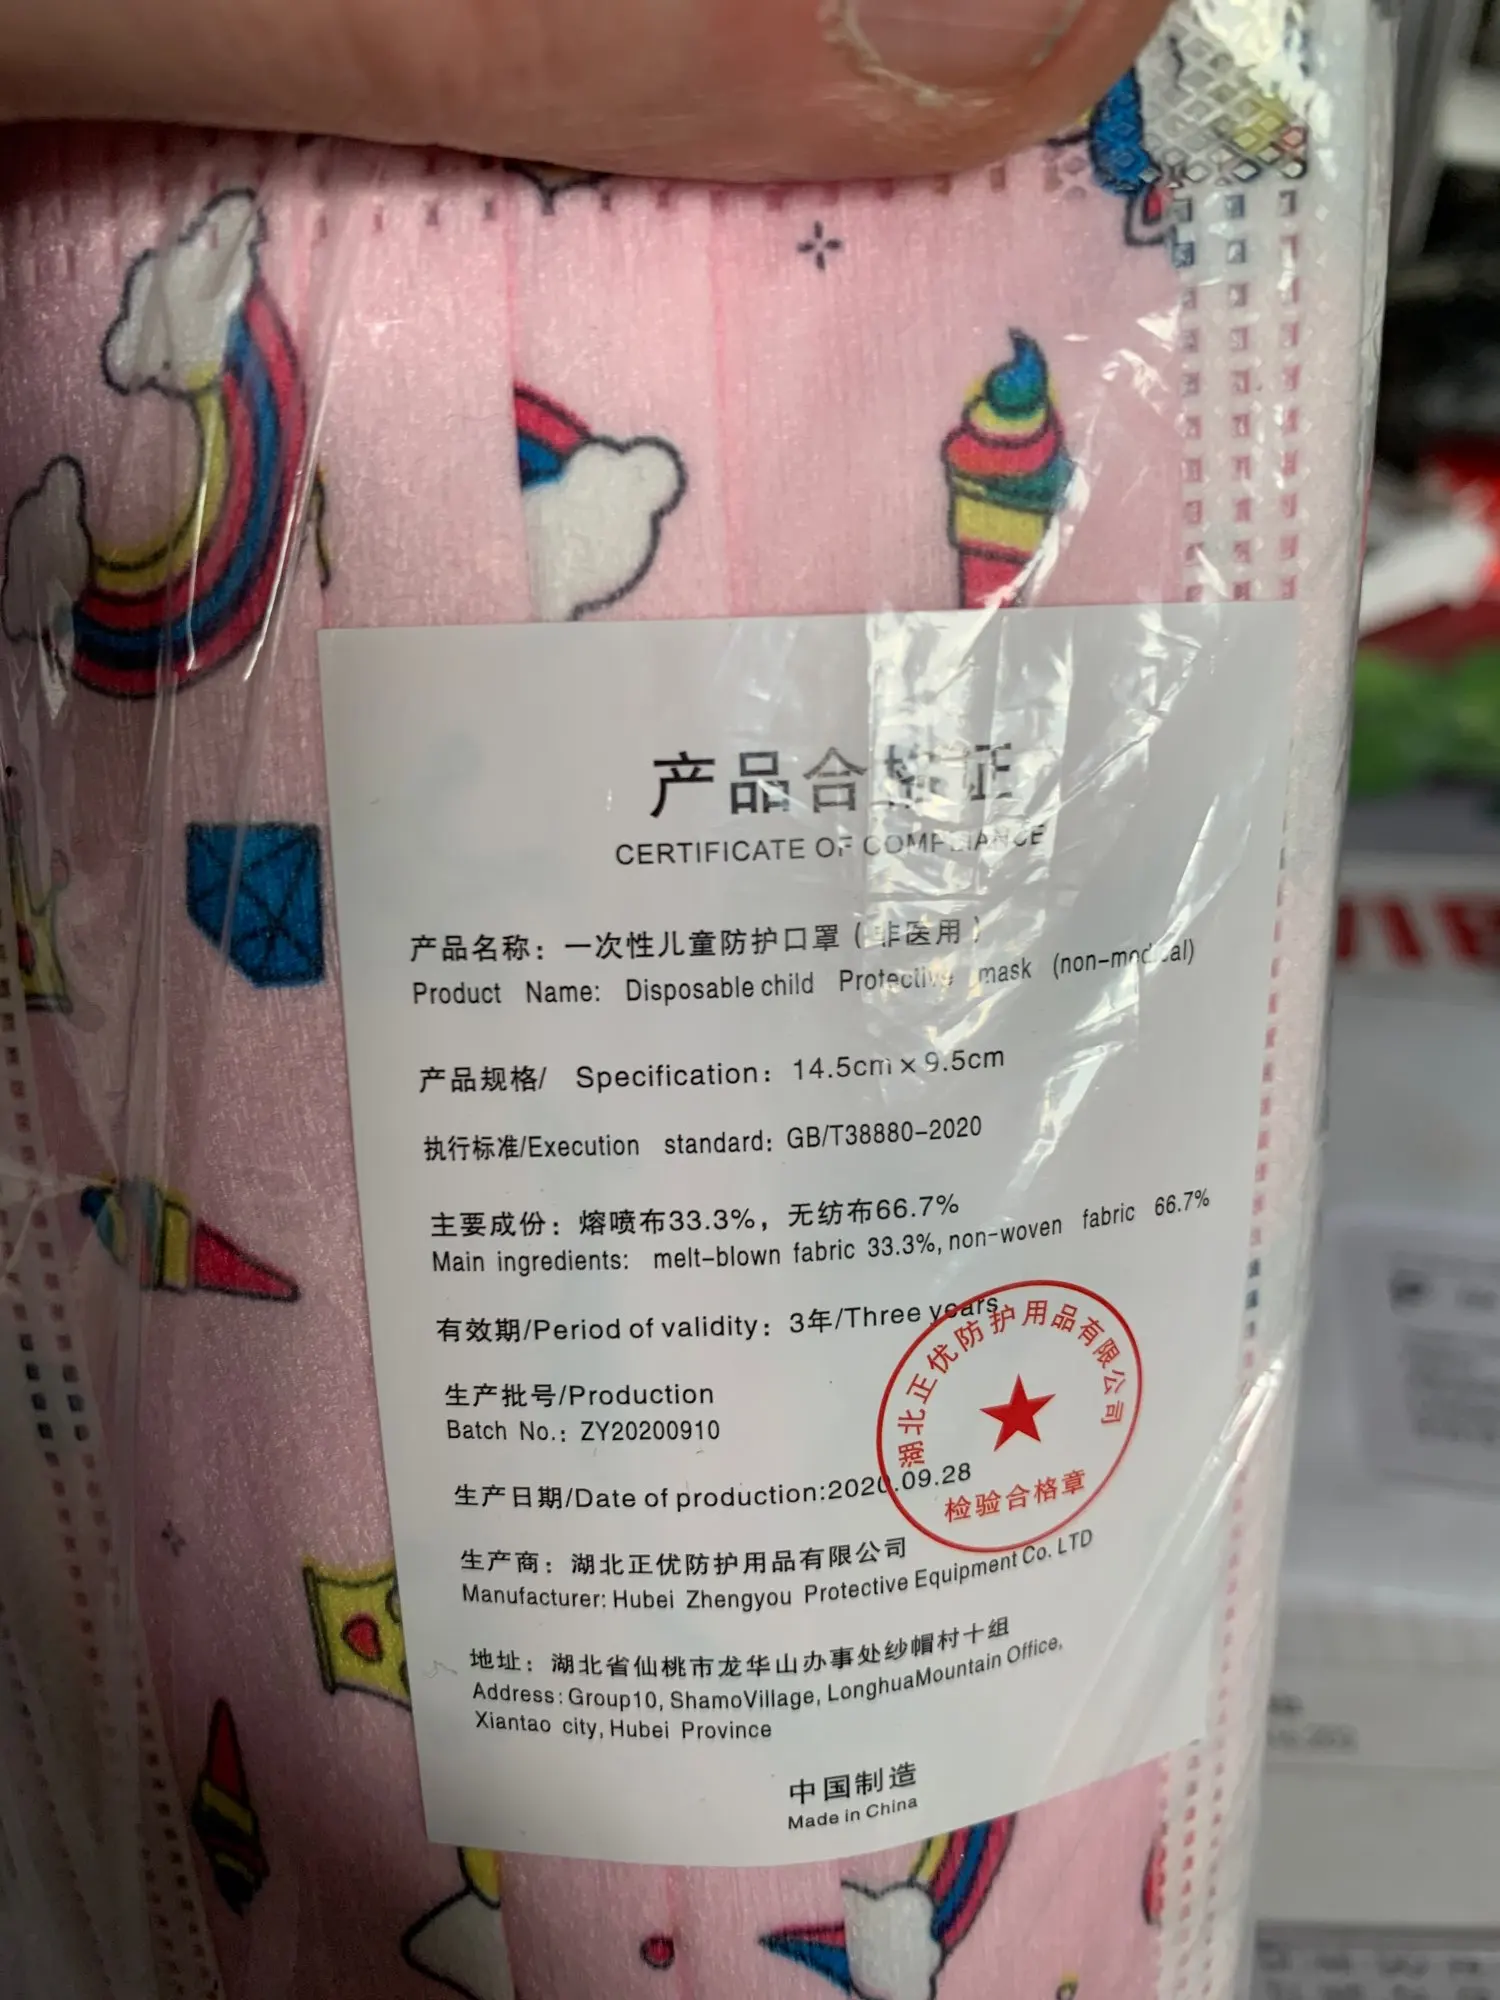 产品合格证
CERTIFICATE OF COMPLIANCE
产品名称：一次性儿童防护口罩（非医用）
Product Name: Disposable child Protective mask (non-medical)
产品规格/ Specification：14.5cm×9.5cm
执行标准/Execution standard：GB/T38880-2020
主要成份：熔喷布33.3%，无纺布66.7%
Main ingredients: melt-blown fabric 33.3%, non-woven fabric 66.7%
有效期/Period of validity：3年/Three years
生产批号/Production
Batch No.: ZY20200910
生产日期/Date of production:2020.09.28
湖北正优防护用品有限公司
检验合格章
生产商：湖北正优防护用品有限公司
Manufacturer: Hubei Zhengyou Protective Equipment Co. LTD
地址：湖北省仙桃市龙华山办事处纱帽村十组
Address: Group10, ShamoVillage, LonghuaMountain Office,
Xiantao city, Hubei Province
中国制造
Made in China